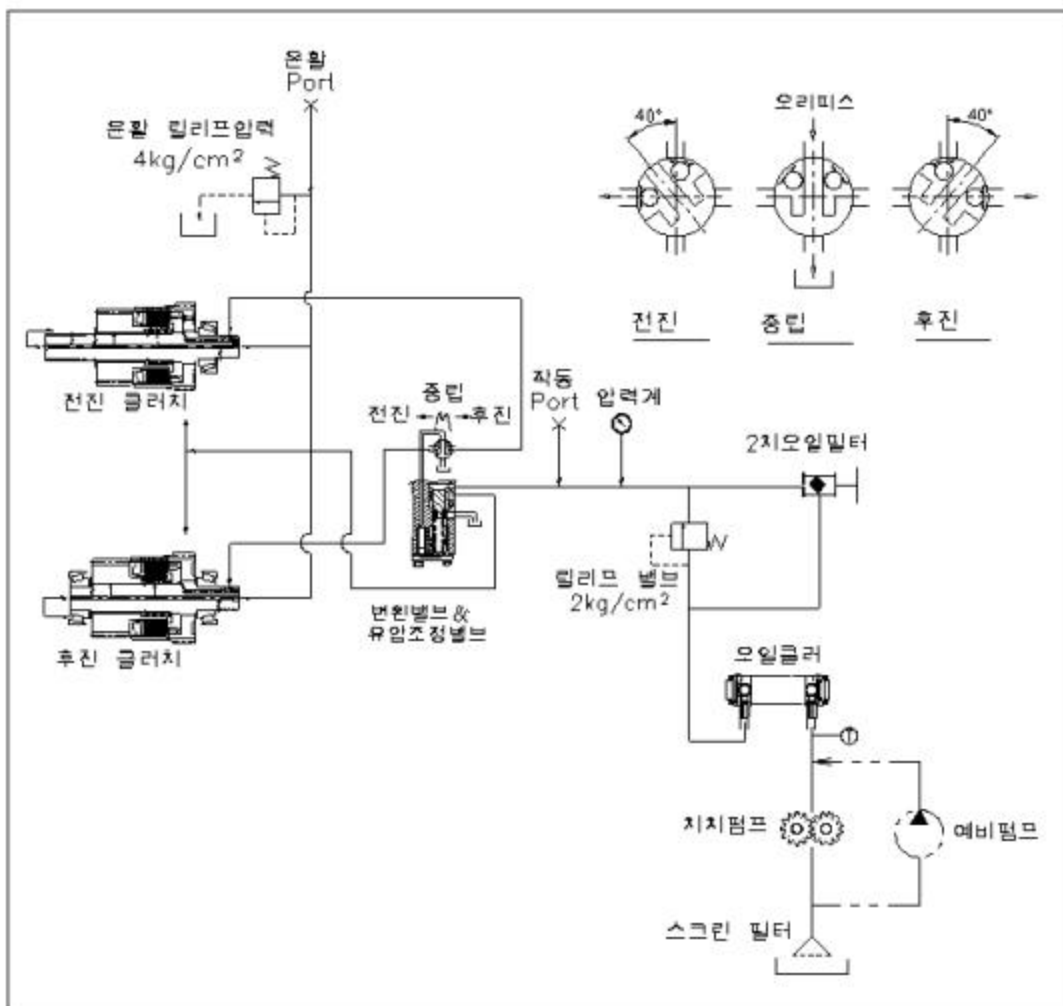 윤활
Port
윤활 릴리프압력
4kg/cm²
오리피스
40°
40°
전진
중립
후진
전진 클러치
중립
전진
후진
작동
Port
압력계
2차오일필터
릴리프 밸브
2kg/cm²
변환밸브&
유압조정밸브
후진 클러치
오일쿨러
T
치차펌프
예비펌프
스크린 필터